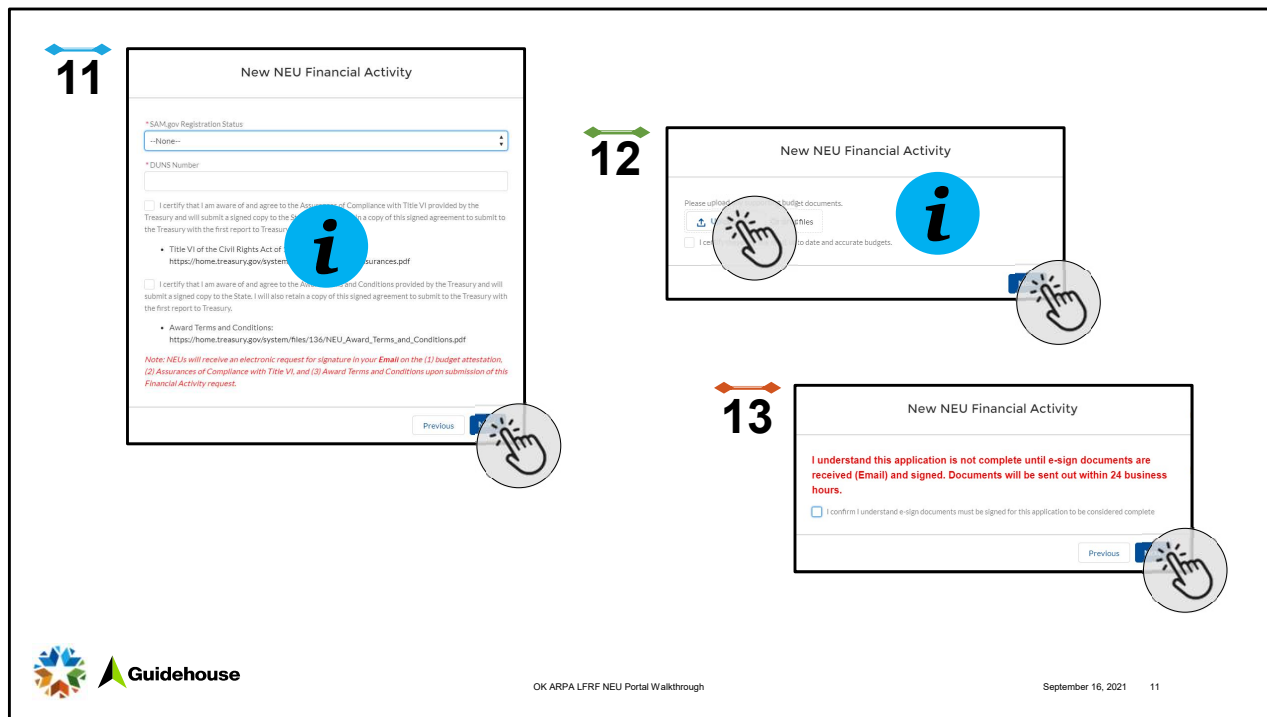 11
New NEU Financial Activity
*SAM.gov Registration Status
--None--
*DUNS Number
I certify that I am aware of and agree to the Assurances of Compliance with Title VI provided by the
Treasury and will submit a signed copy to the in a copy of this signed agreement to submit to
the Treasury with the first report to Treasury
• Title VI of the Civil Rights Act of
https://home.treasury.gov/system surances.pdf
I certify that I am aware of and agree to the and Conditions provided by the Treasury and will
submit a signed copy to the State. I will also retain a copy of this signed agreement to submit to the Treasury with
the first report to Treasury.
• Award Terms and Conditions:
https://home.treasury.gov/system/files/136/NEU_Award_Terms_and_Conditions.pdf
Note: NEUs will receive an electronic request for signature in your Email on the (1) budget attestation,
(2) Assurances of Compliance with Title VI, and (3) Award Terms and Conditions upon submission of this
Financial Activity request.
Previous
i
12
New NEU Financial Activity
Please upload budget documents.
files
I to date and accurate budgets.
i
13
New NEU Financial Activity
I understand this application is not complete until e-sign documents are
received (Email) and signed. Documents will be sent out within 24 business
hours.
I confirm I understand e-sign documents must be signed for this application to be considered complete
Previous
Guidehouse
OK ARPA LFRF NEU Portal Walkthrough
September 16, 2021 11